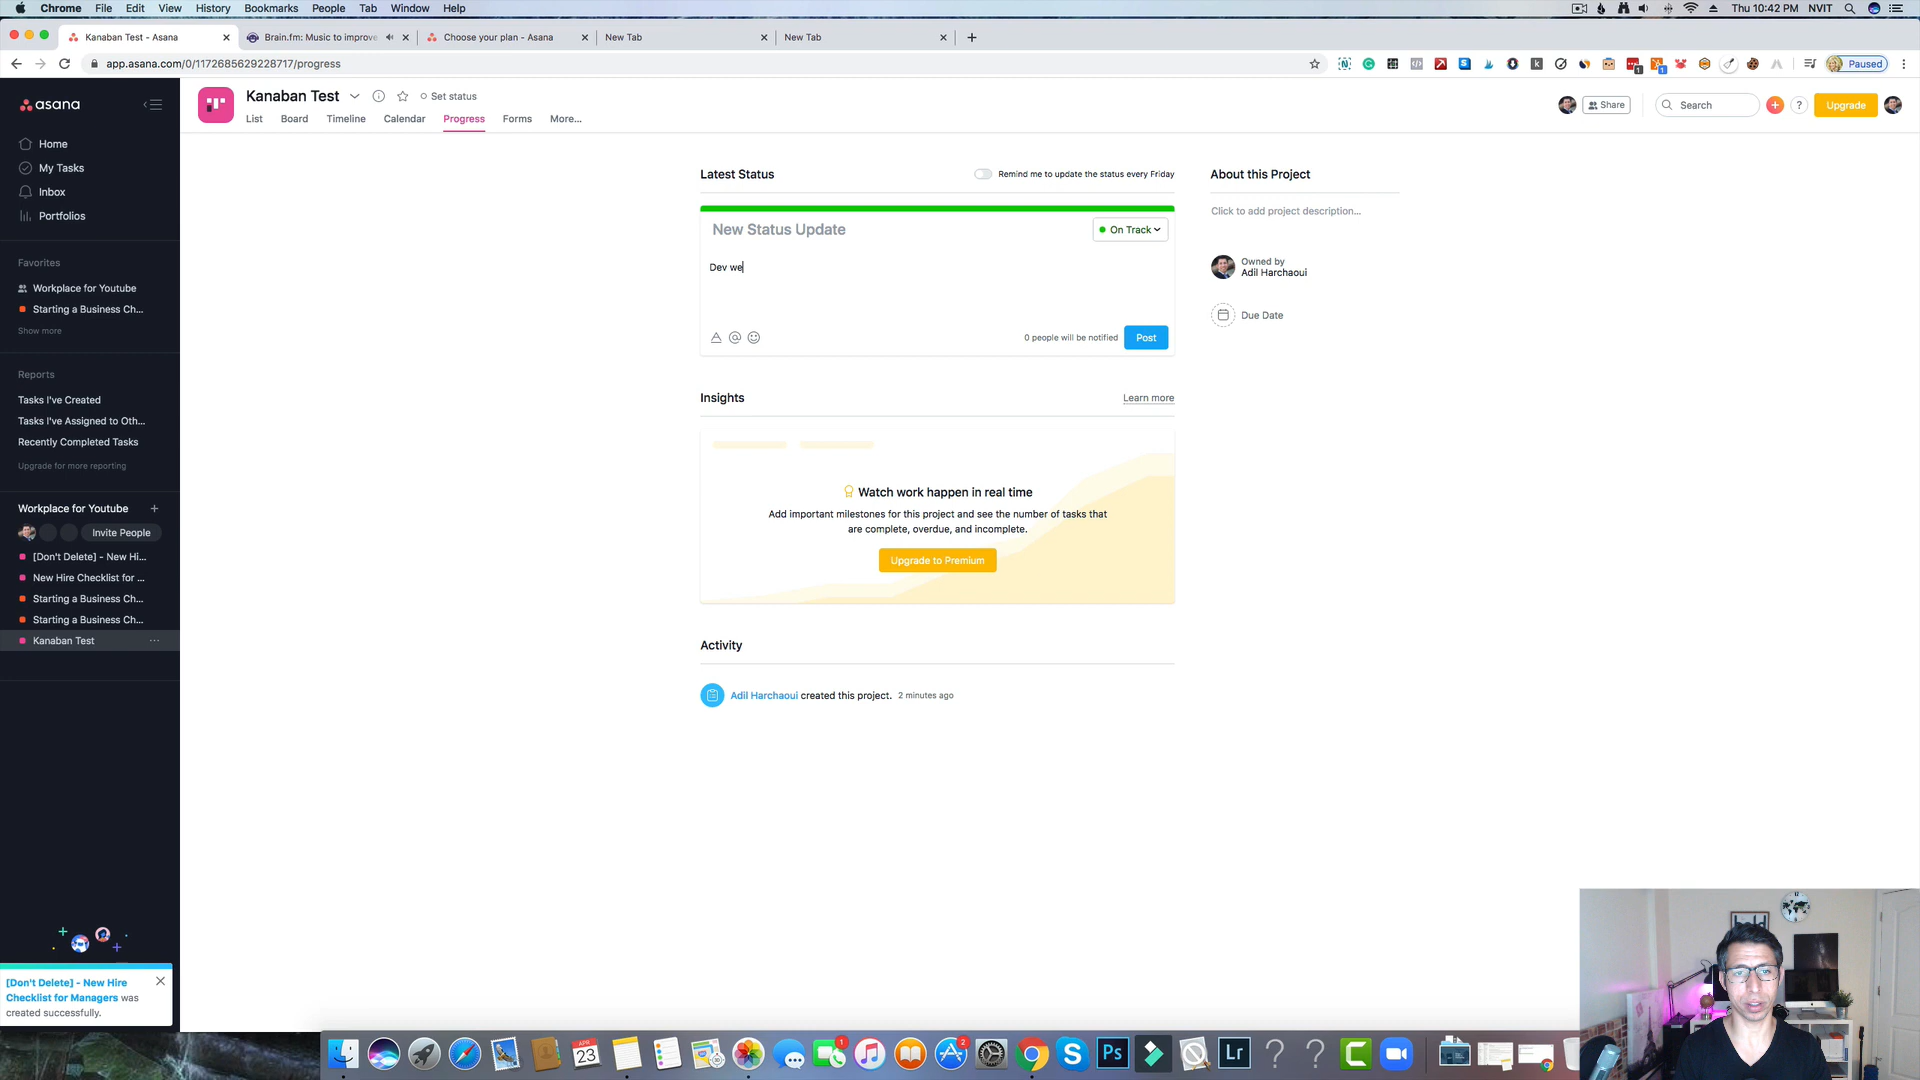 Chrome File Edit View History Bookmarks People Tab Window Help
Thu 10:42 PM NVIT
Kanaban Test - Asana
Brain.fm: Music to improve
Choose your plan - Asana
New Tab
New Tab
app.asana.com/0/1172685629228717/progress
Paused
asana
Home
My Tasks
Inbox
Portfolios
Favorites
Workplace for Youtube
Starting a Business Ch...
Show more
Reports
Tasks I've Created
Tasks I've Assigned to Oth...
Recently Completed Tasks
Upgrade for more reporting
Workplace for Youtube
Invite People
[Don't Delete] - New Hi...
New Hire Checklist for ...
Starting a Business Ch...
Starting a Business Ch...
Kanaban Test
[Don't Delete] - New Hire
Checklist for Managers was
created successfully.
Kanaban Test
Set status
List Board Timeline Calendar Progress Forms More...
Share
Search
?
Upgrade
Latest Status
Remind me to update the status every Friday
New Status Update
On Track
Dev we
0 people will be notified
Post
Insights
Learn more
Watch work happen in real time
Add important milestones for this project and see the number of tasks that
are complete, overdue, and incomplete.
Upgrade to Premium
Activity
Adil Harchaoui created this project. 2 minutes ago
About this Project
Click to add project description...
Owned by
Adil Harchaoui
Due Date
APR
23
1
2
Ps
Lr